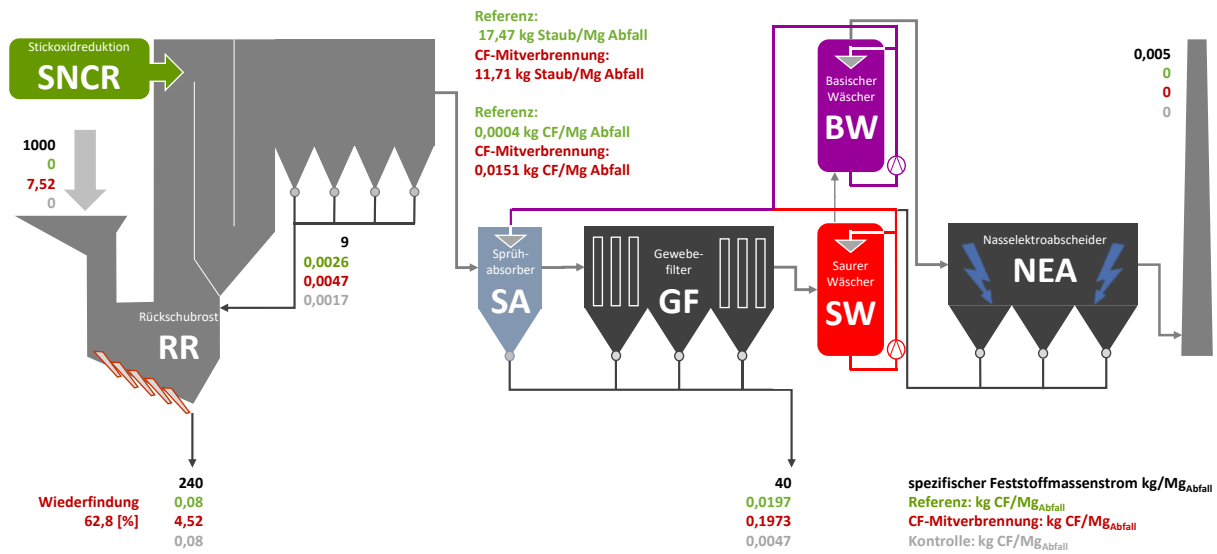 Stickoxidreduktion
SNCR
1000
0
7,52
0
Referenz:
17,47 kg Staub/Mg Abfall
CF-Mitverbrennung:
11,71 kg Staub/Mg Abfall
Referenz:
0,0004 kg CF/Mg Abfall
CF-Mitverbrennung:
0,0151 kg CF/Mg Abfall
Basischer
Wäscher
BW
0,005
0
0
0
9
0,0026
0,0047
0,0017
Rückschubrost
RR
Sprüh-
absorber
SA
Gewebe-
filter
GF
Saurer
Wäscher
SW
Nasselektroabscheider
NEA
240
Wiederfindung 0,08
62,8 [%] 4,52
0,08
40
0,0197
0,1973
0,0047
spezifischer Feststoffmassenstrom kg/MgAbfall
Referenz: kg CF/MgAbfall
CF-Mitverbrennung: kg CF/MgAbfall
Kontrolle: kg CF/MgAbfall